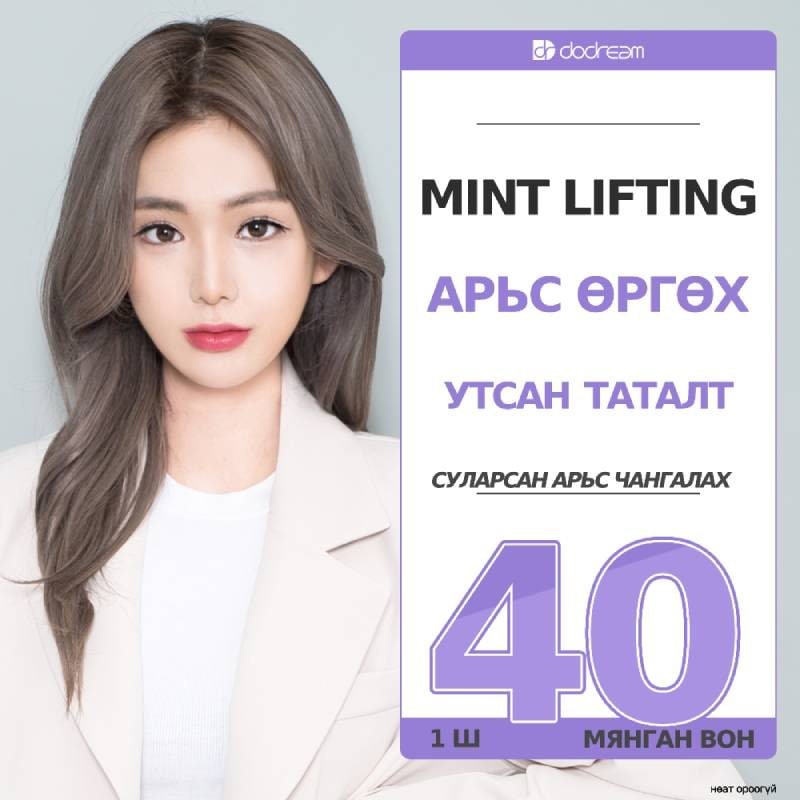 dodream
MINT LIFTING
АРЬС ӨРГӨХ
УТСАН ТАТАЛТ
СУЛАРСАН АРЬС ЧАНГАЛАХ
40
1 Ш МЯНГАН ВОН
нөат ороогүй